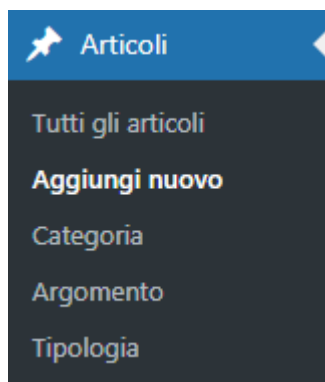 Articoli
Tutti gli articoli
Aggiungi nuovo
Categoria
Argomento
Tipologia